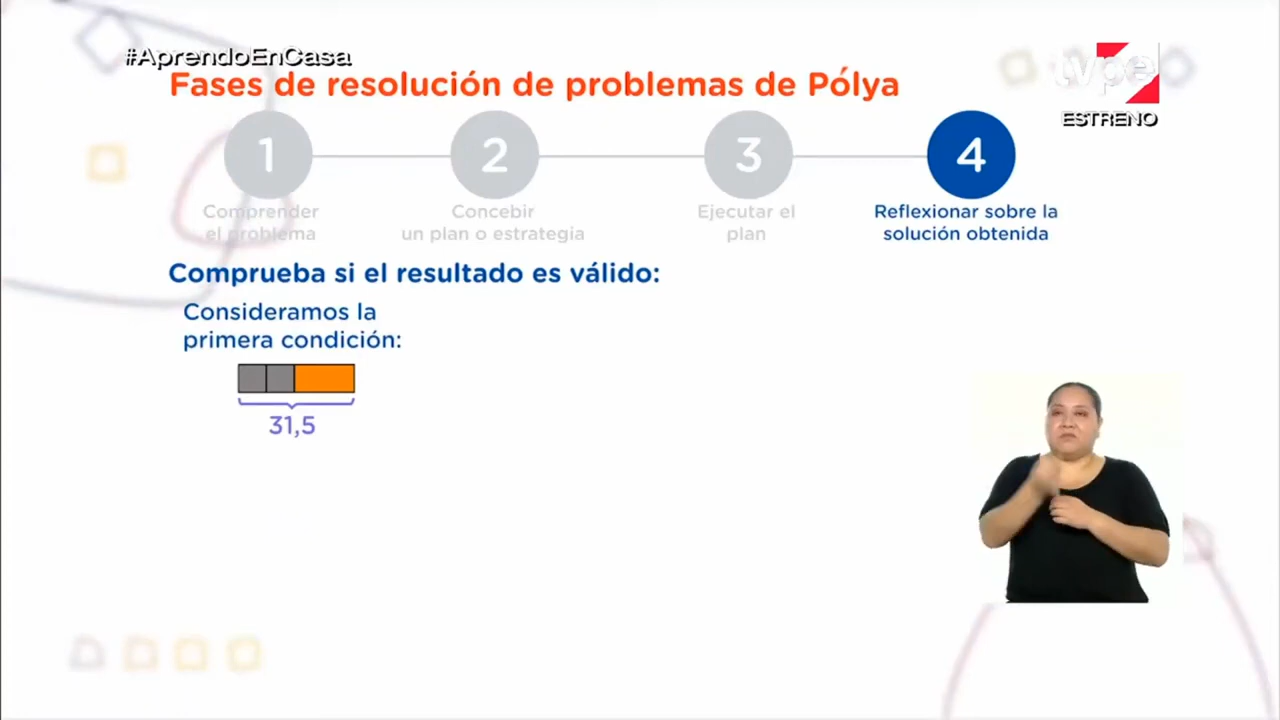 #AprendoEnCasa
Fases de resolución de problemas de Pólya
tvpe
ESTRENO
1
2
3
4
Comprender
el problema
Concebir
un plan o estrategia
Ejecutar el
plan
Reflexionar sobre la
solución obtenida
Comprueba si el resultado es válido:
Consideramos la
primera condición:
31,5